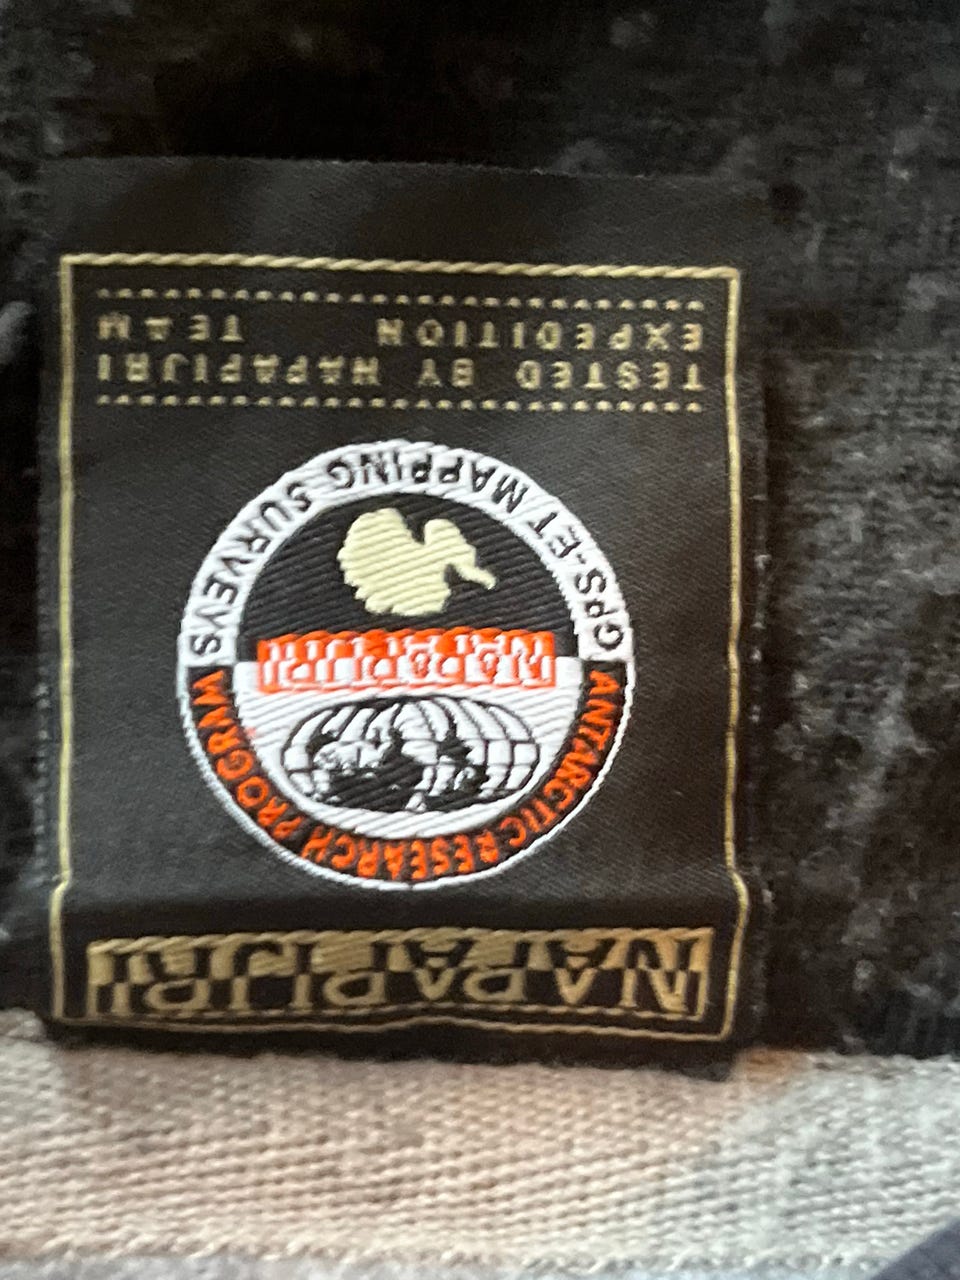 NAPAPIJRI
ANTARCTIC RESEARCH PROGRAM
NAPAPIJRI
GPS-ET MAPPING SURVEYS
TESTED BY NAPAPIJRI
EXPEDITION TEAM